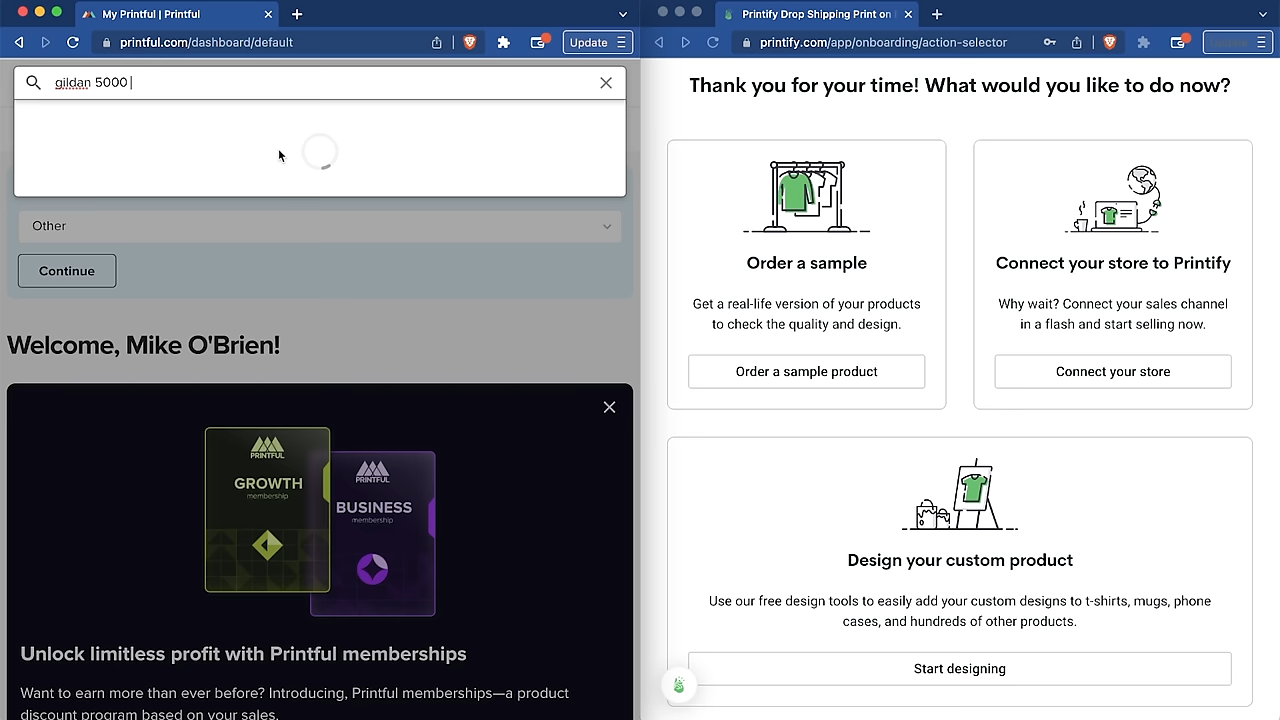 My Printful | Printful
printful.com/dashboard/default
Update
gildan 5000
Other
Continue
Welcome, Mike O'Brien!
PRINTFUL
GROWTH
membership
PRINTFUL
BUSINESS
membership
Unlock limitless profit with Printful memberships
Want to earn more than ever before? Introducing, Printful memberships—a product
discount program based on your sales.
Printify Drop Shipping Print on
printify.com/app/onboarding/action-selector
Thank you for your time! What would you like to do now?
Order a sample
Get a real-life version of your products
to check the quality and design.
Order a sample product
Connect your store to Printify
Why wait? Connect your sales channel
in a flash and start selling now.
Connect your store
Design your custom product
Use our free design tools to easily add your custom designs to t-shirts, mugs, phone
cases, and hundreds of other products.
Start designing